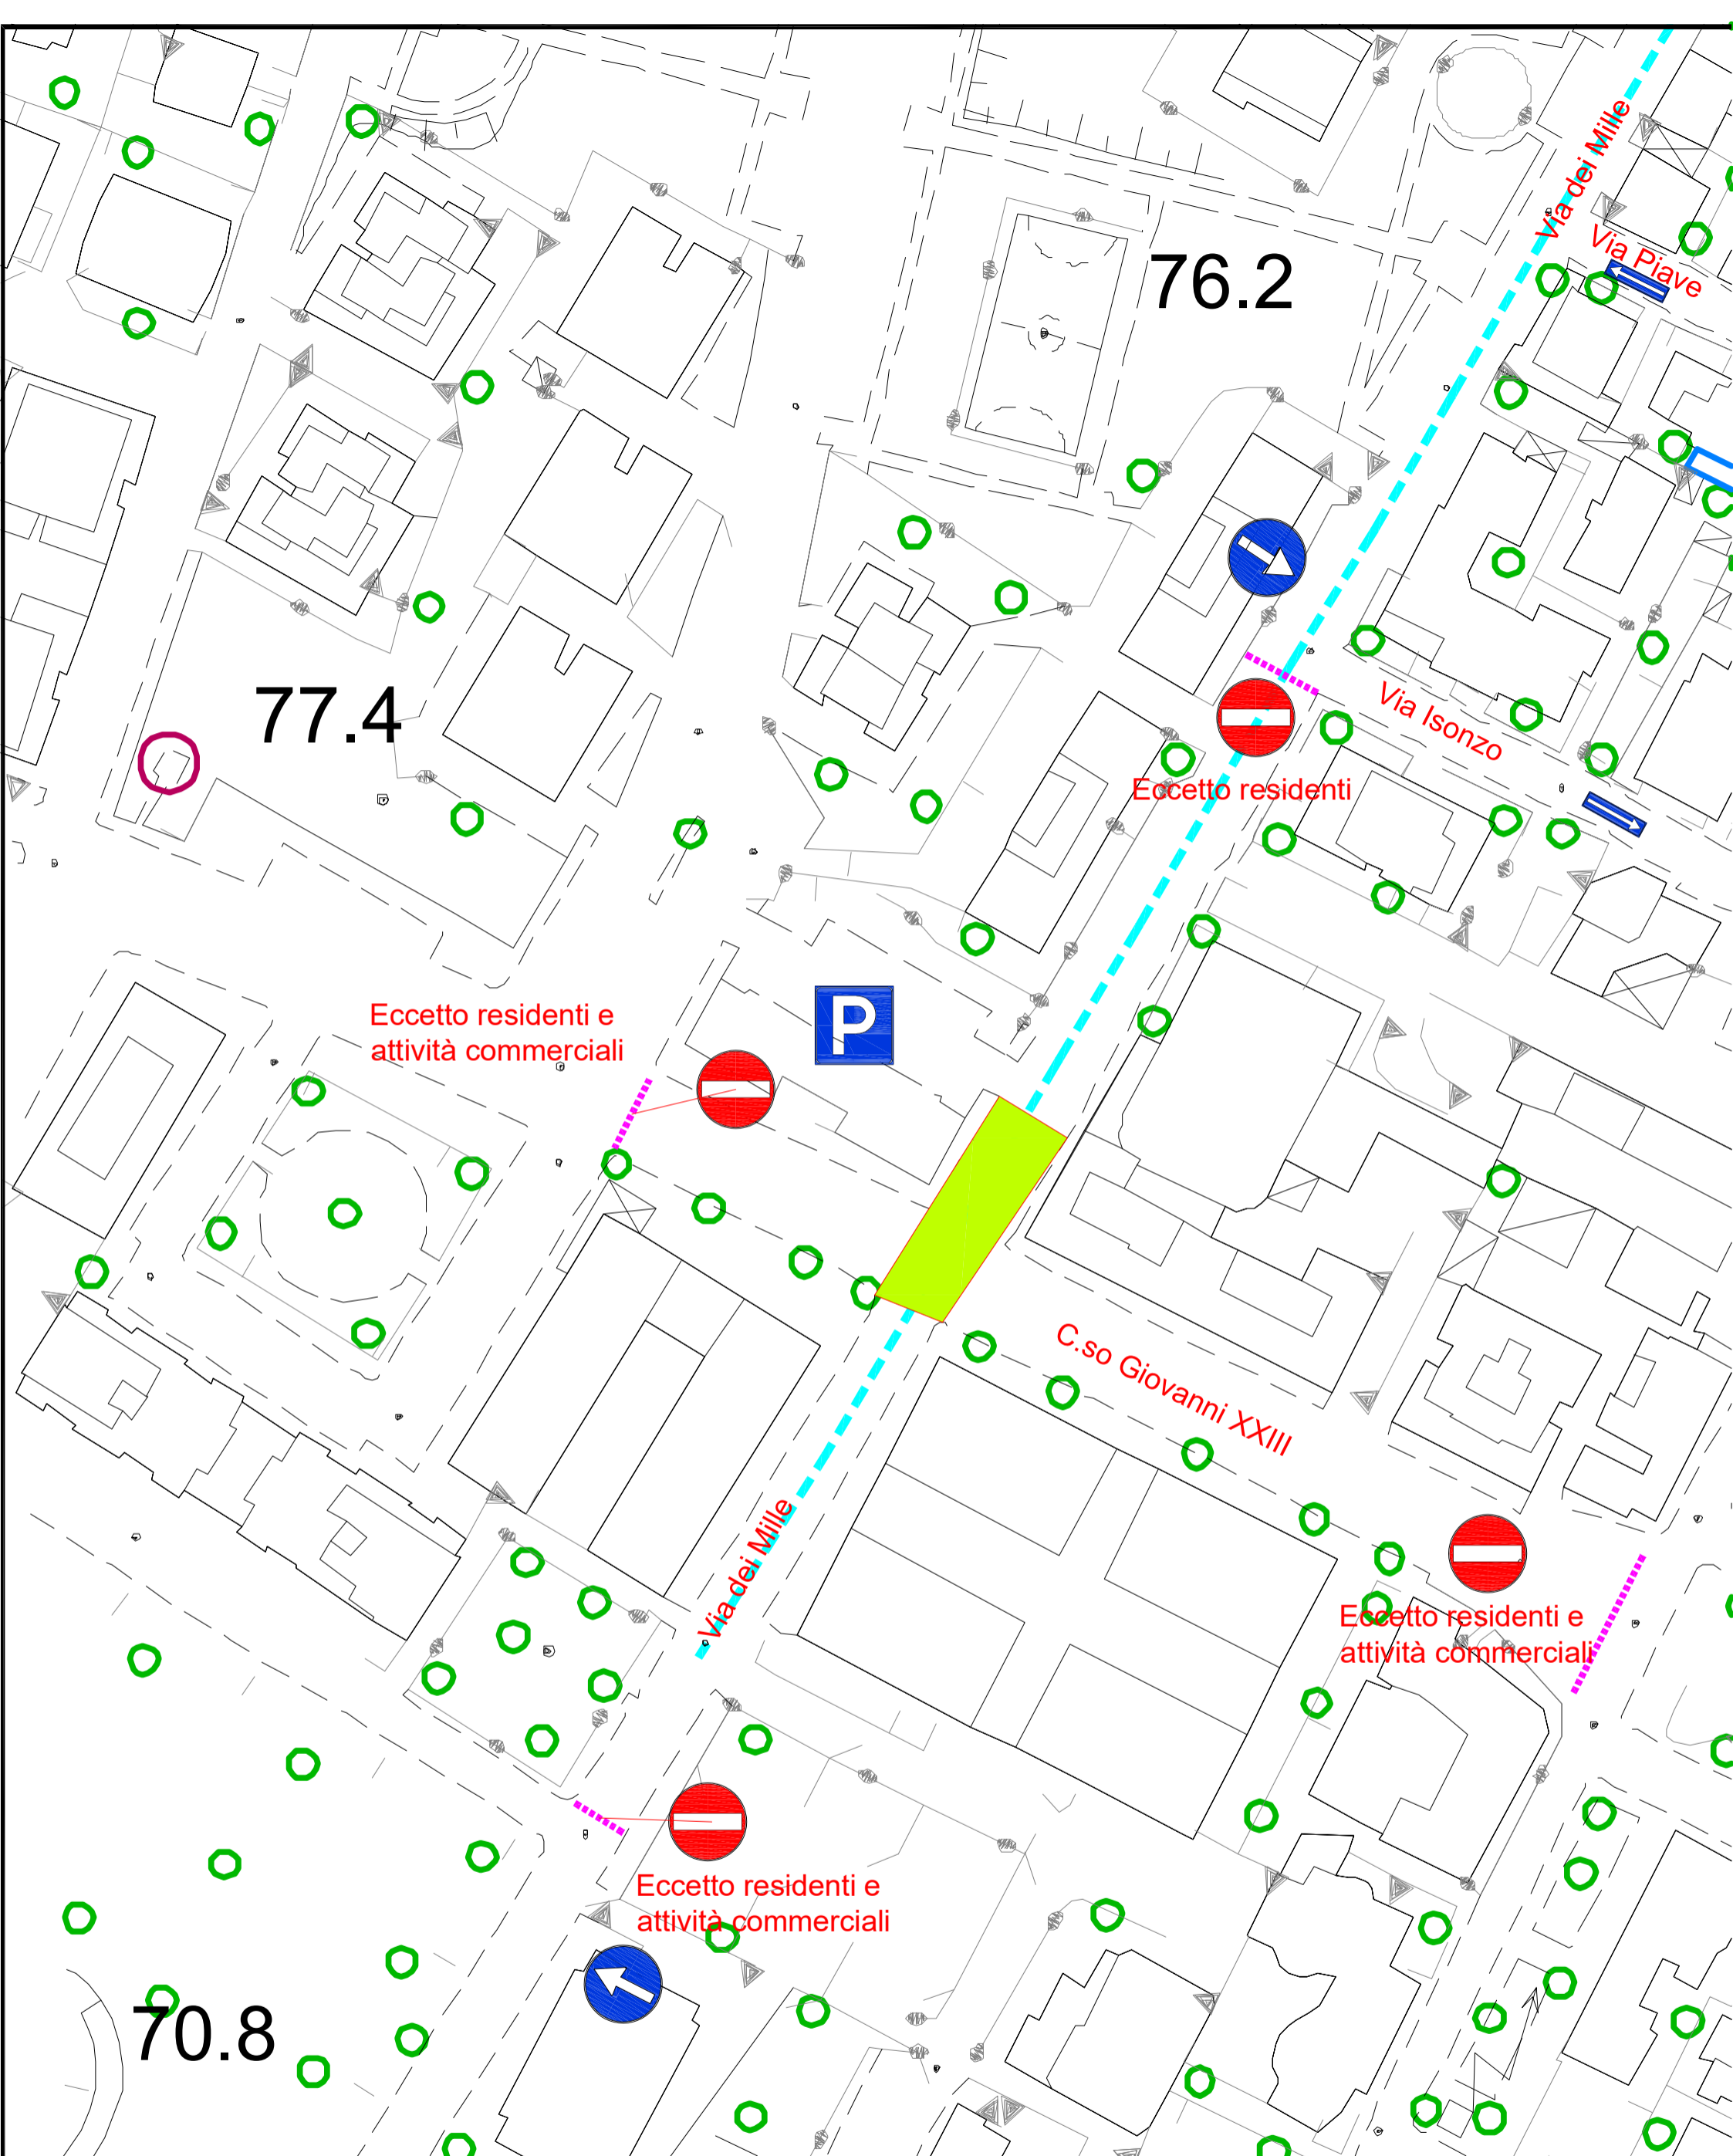 Via dei Mille
Via Piave
76.2
Via Isonzo
77.4
Eccetto residenti
Eccetto residenti e
attività commerciali
P
C.so Giovanni XXIII
Via dei Mille
Eccetto residenti e
attività commerciali
Eccetto residenti e
attività commerciali
70.8